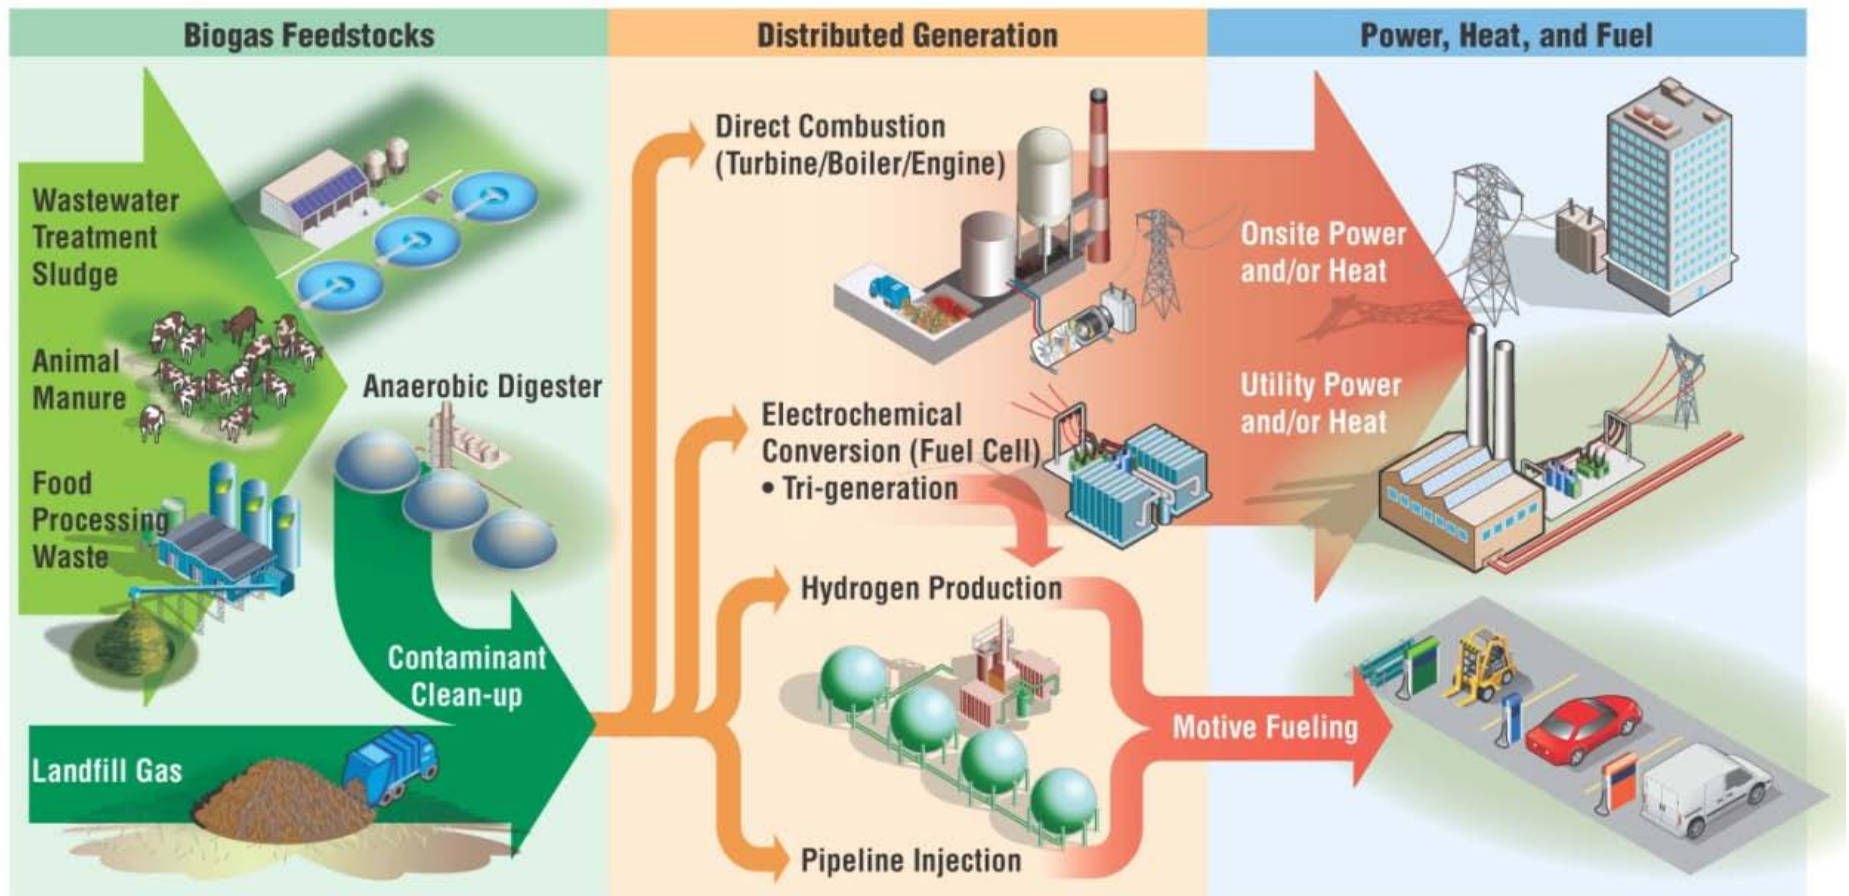 Biogas Feedstocks
Distributed Generation
Power, Heat, and Fuel
Wastewater
Treatment
Sludge
Animal
Manure
Food
Processing
Waste
Anaerobic Digester
Contaminant
Clean-up
Landfill Gas
Direct Combustion
(Turbine/Boiler/Engine)
Electrochemical
Conversion (Fuel Cell)
• Tri-generation
Hydrogen Production
Pipeline Injection
Onsite Power
and/or Heat
Utility Power
and/or Heat
Motive Fueling